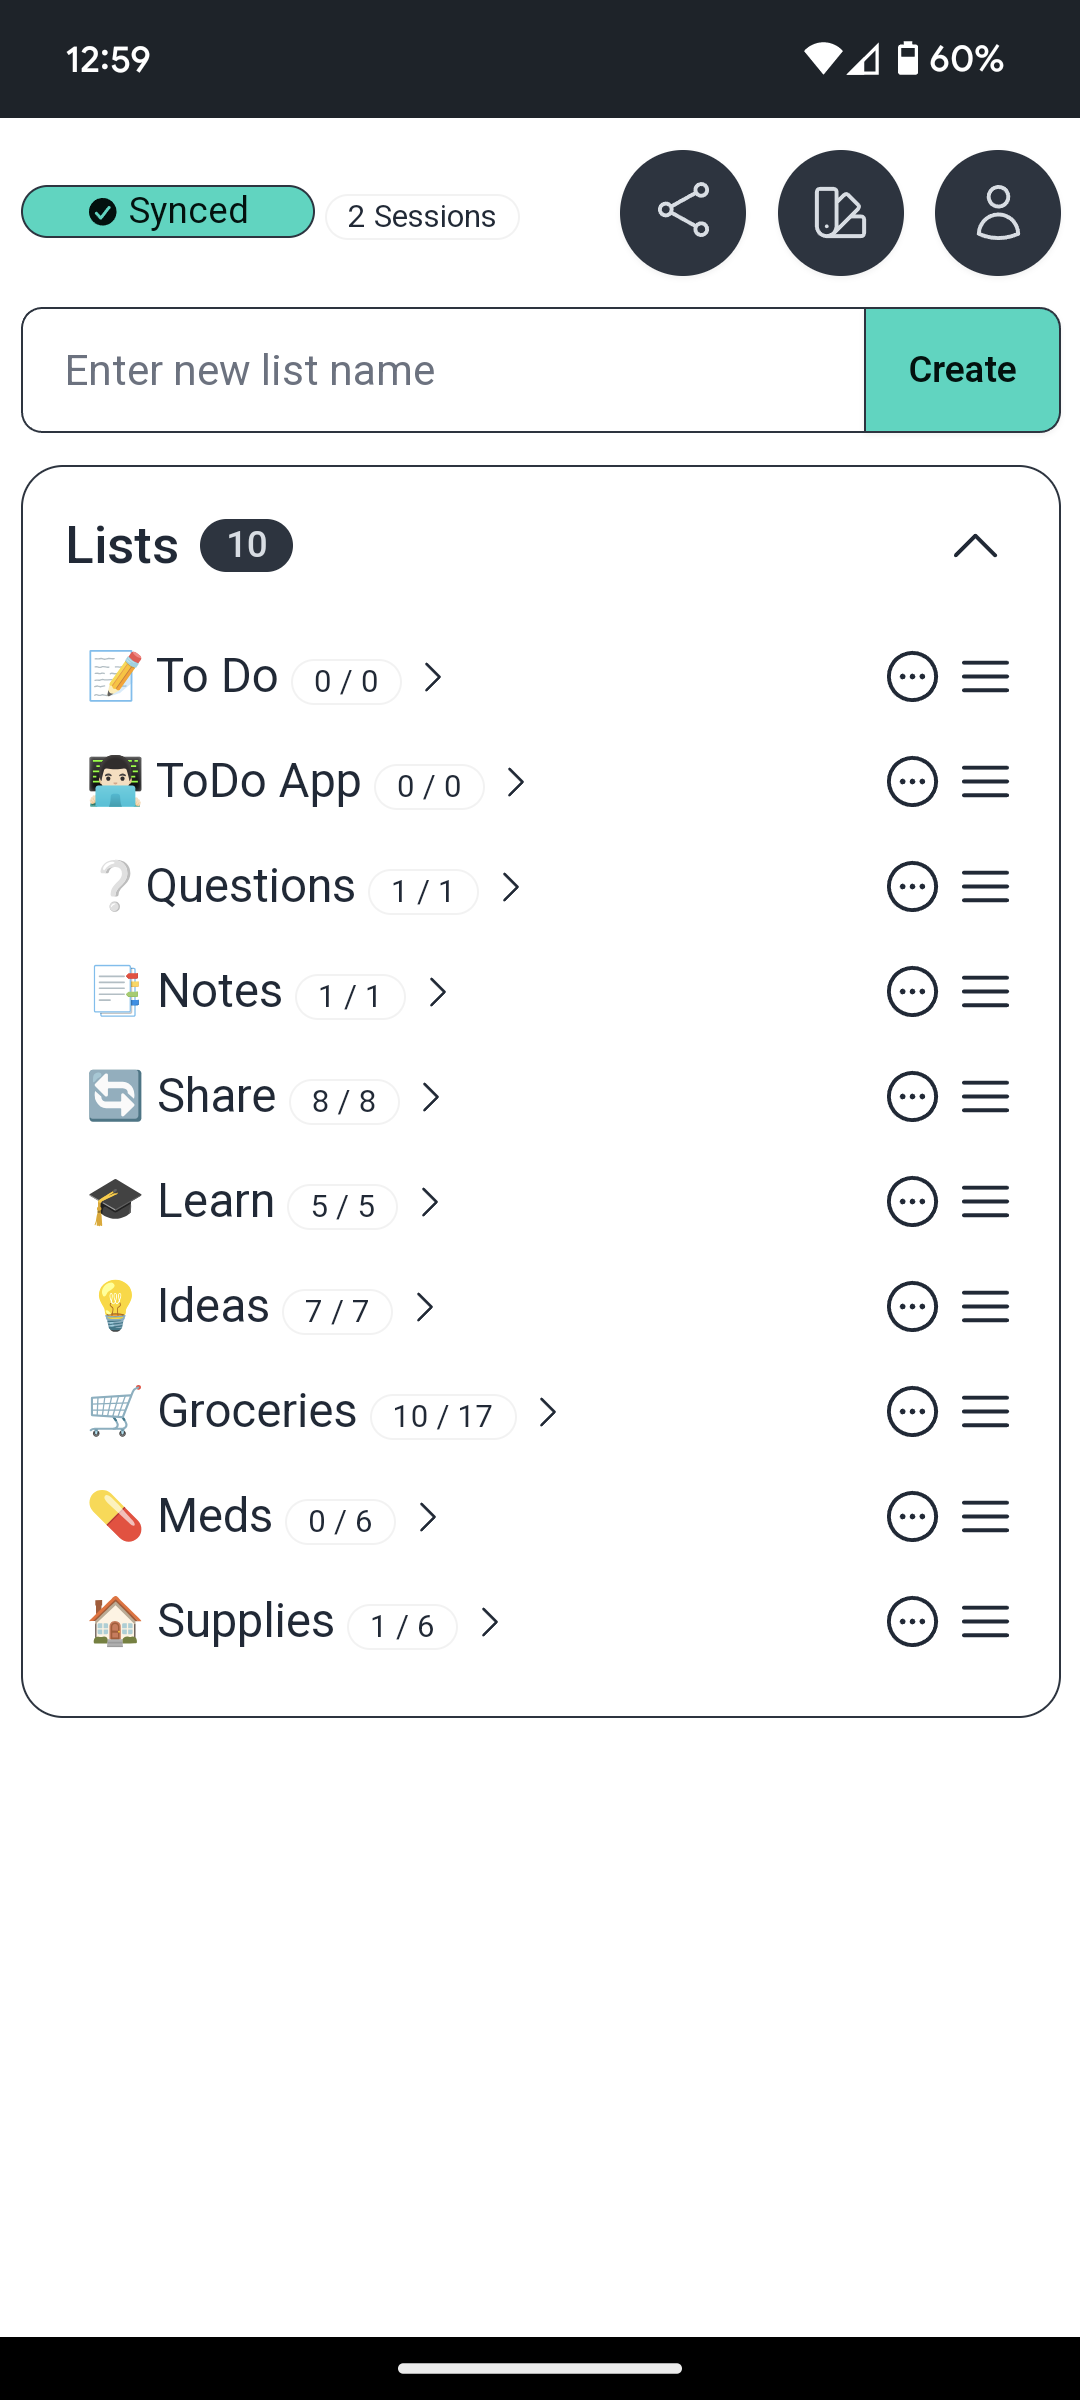 12:59 60%
Synced 2 Sessions
Enter new list name Create
Lists 10
📝 To Do 0 / 0
👨🏻‍💻 ToDo App 0 / 0
❔Questions 1 / 1
📑 Notes 1 / 1
🔄 Share 8 / 8
🎓 Learn 5 / 5
💡 Ideas 7 / 7
🛒 Groceries 10 / 17
💊 Meds 0 / 6
🏠 Supplies 1 / 6